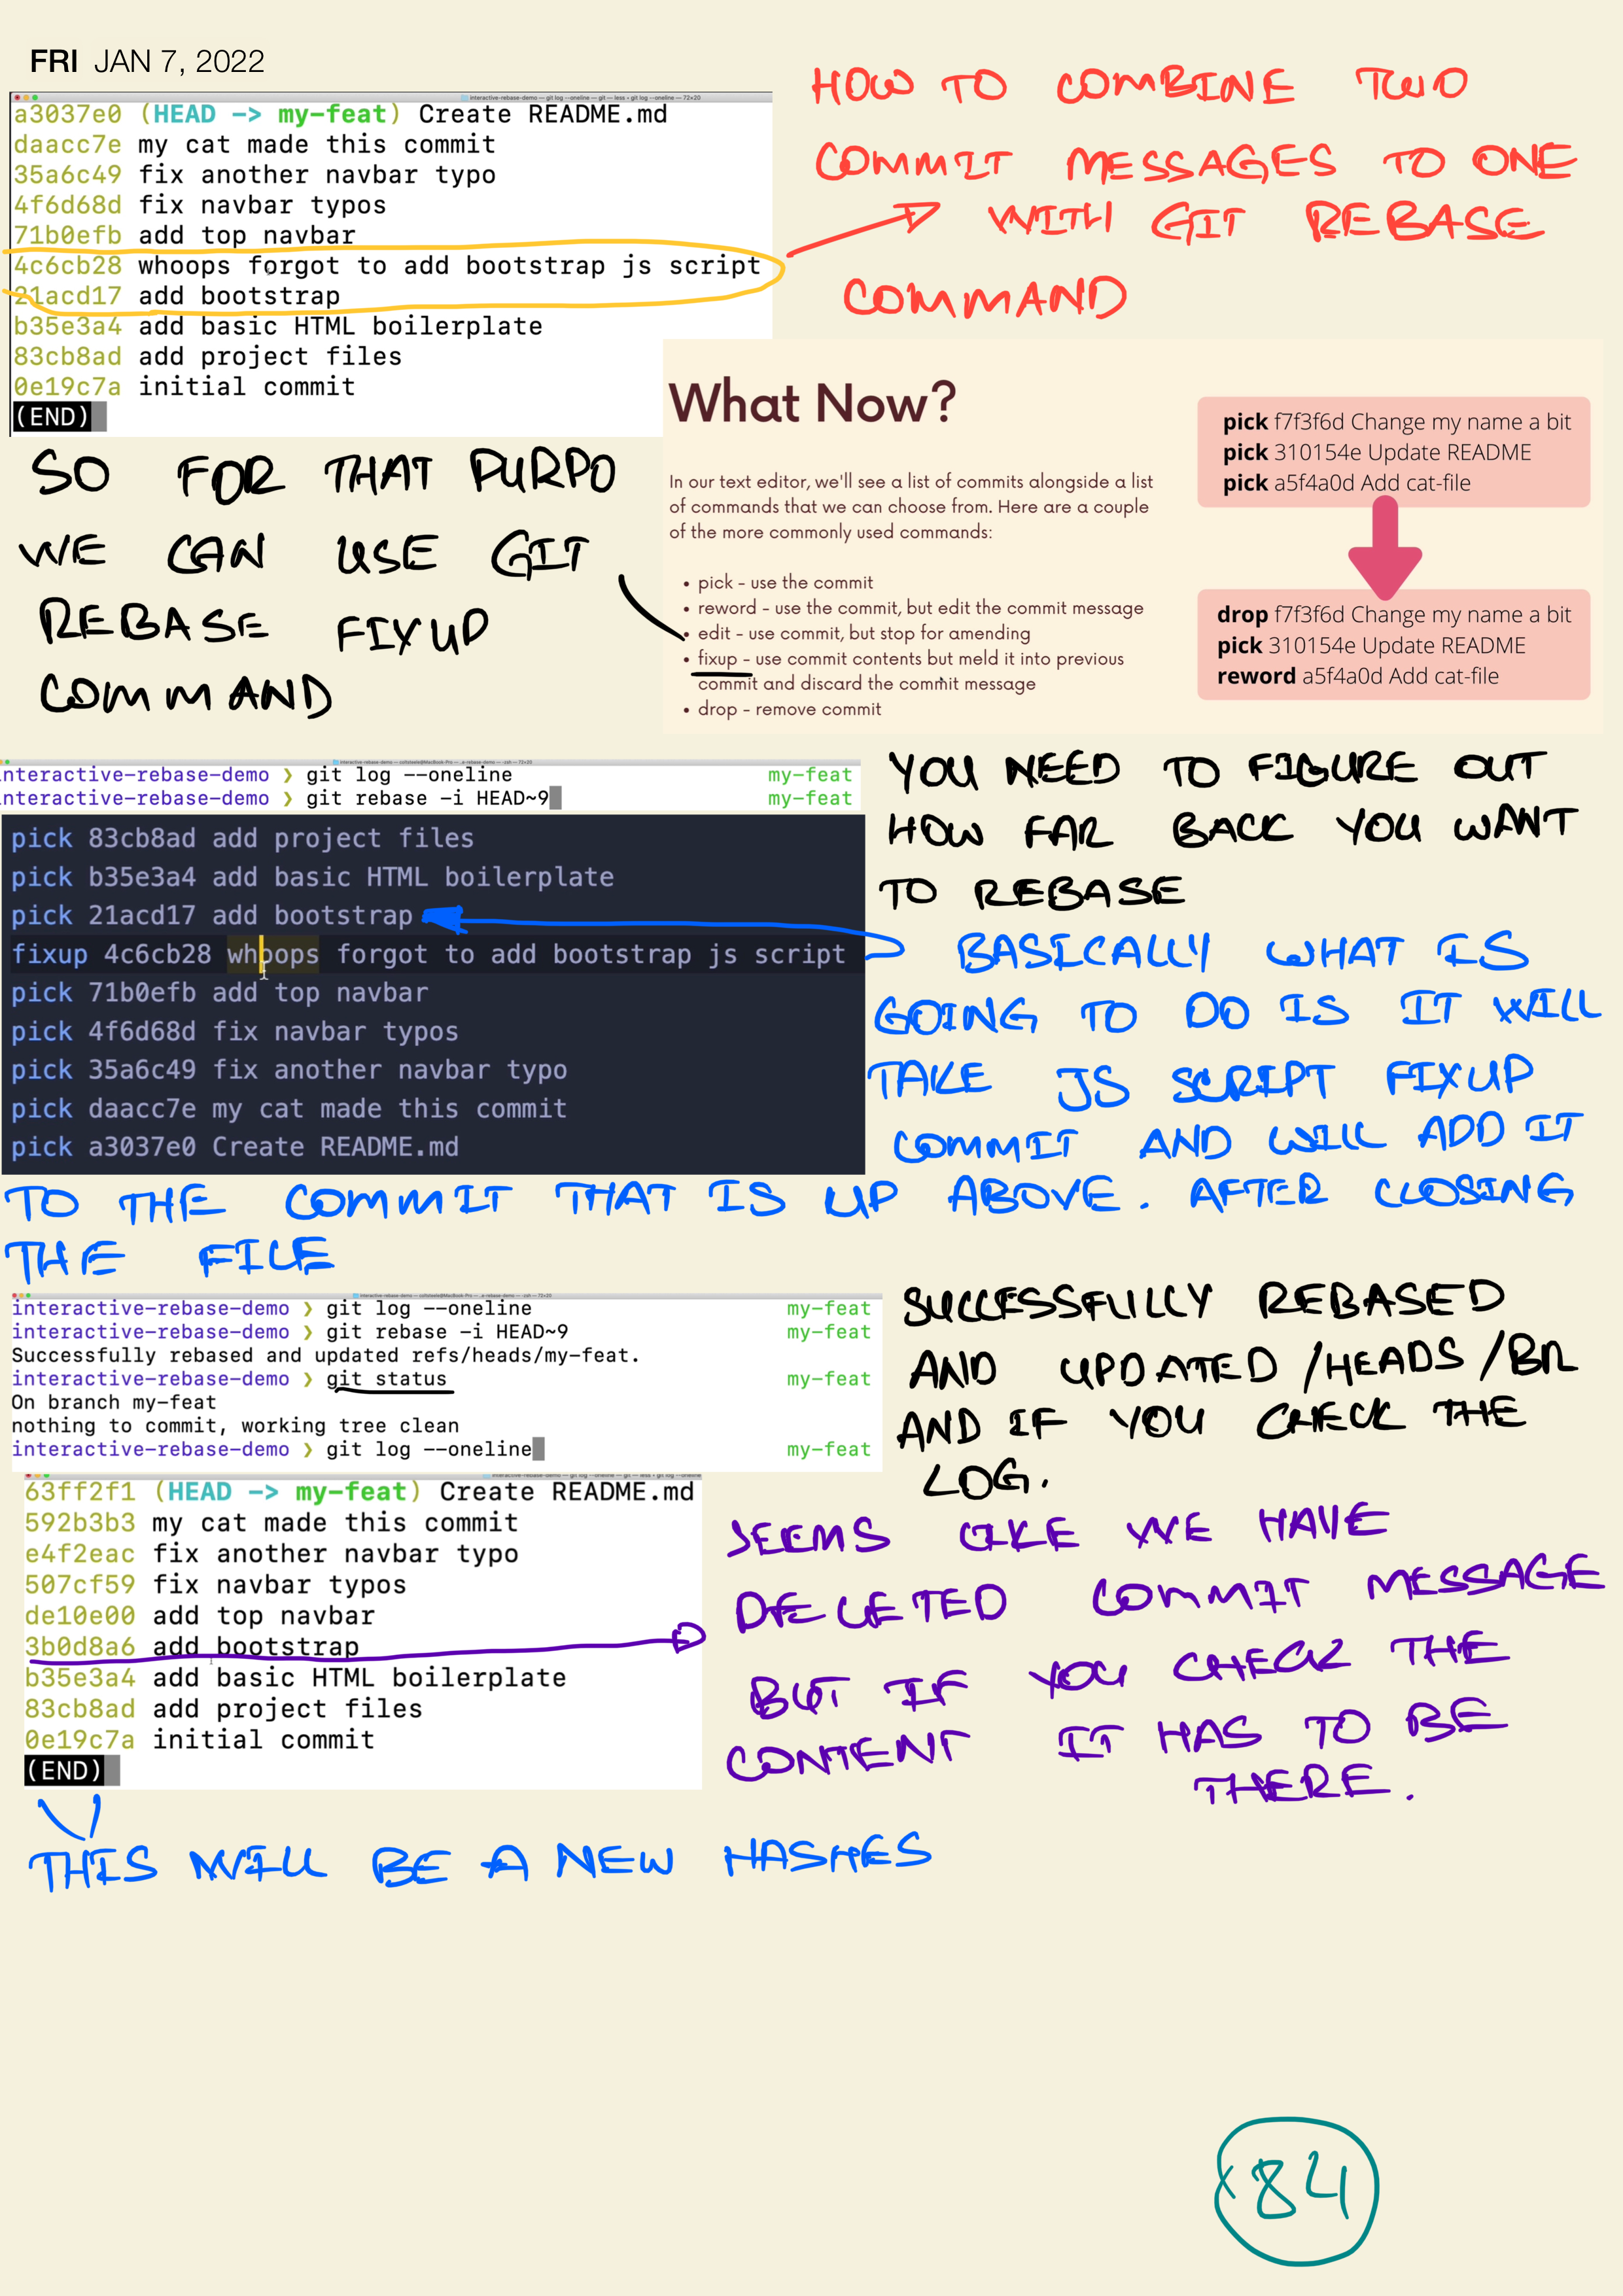 FRI JAN 7, 2022
interactive-rebase-demo — git log --oneline — git — less ‹ git log --oneline — 72×20
a3037e0 (HEAD -> my-feat) Create README.md
daacc7e my cat made this commit
35a6c49 fix another navbar typo
4f6d68d fix navbar typos
71b0efb add top navbar
4c6cb28 whoops forgot to add bootstrap js script
21acd17 add bootstrap
b35e3a4 add basic HTML boilerplate
83cb8ad add project files
0e19c7a initial commit
(END)
HOW TO COMBINE TWO
COMMIT MESSAGES TO ONE
WITH GIT REBASE
COMMAND
SO FOR THAT PURPO
WE CAN USE GIT
REBASE FIXUP
COMMAND
What Now?
In our text editor, we'll see a list of commits alongside a list
of commands that we can choose from. Here are a couple
of the more commonly used commands:
• pick - use the commit
• reword - use the commit, but edit the commit message
• edit - use commit, but stop for amending
• fixup - use commit contents but meld it into previous
commit and discard the commit message
• drop - remove commit
pick f7f3f6d Change my name a bit
pick 310154e Update README
pick a5f4a0d Add cat-file
drop f7f3f6d Change my name a bit
pick 310154e Update README
reword a5f4a0d Add cat-file
nteractive-rebase-demo ❯ git log --oneline my-feat
nteractive-rebase-demo ❯ git rebase -i HEAD~9 my-feat
pick 83cb8ad add project files
pick b35e3a4 add basic HTML boilerplate
pick 21acd17 add bootstrap
fixup 4c6cb28 whoops forgot to add bootstrap js script
pick 71b0efb add top navbar
pick 4f6d68d fix navbar typos
pick 35a6c49 fix another navbar typo
pick daacc7e my cat made this commit
pick a3037e0 Create README.md
YOU NEED TO FIGURE OUT
HOW FAR BACK YOU WANT
TO REBASE
BASICALLY WHAT IS
GOING TO DO IS IT WILL
TAKE JS SCRIPT FIXUP
COMMIT AND WILL ADD IT
TO THE COMMIT THAT IS UP ABOVE. AFTER CLOSING
THE FILE
interactive-rebase-demo ❯ git log --oneline my-feat
interactive-rebase-demo ❯ git rebase -i HEAD~9 my-feat
Successfully rebased and updated refs/heads/my-feat.
interactive-rebase-demo ❯ git status my-feat
On branch my-feat
nothing to commit, working tree clean
interactive-rebase-demo ❯ git log --oneline my-feat
SUCCESSFULLY REBASED
AND UPDATED /HEADS/BR
AND IF YOU CHECK THE
LOG.
63ff2f1 (HEAD -> my-feat) Create README.md
592b3b3 my cat made this commit
e4f2eac fix another navbar typo
507cf59 fix navbar typos
de10e00 add top navbar
3b0d8a6 add bootstrap
b35e3a4 add basic HTML boilerplate
83cb8ad add project files
0e19c7a initial commit
(END)
SEEMS LIKE WE HAVE
DELETED COMMIT MESSAGE
BUT IF YOU CHECK THE
CONTENT IT HAS TO BE
THERE.
THIS WILL BE A NEW HASHES
84